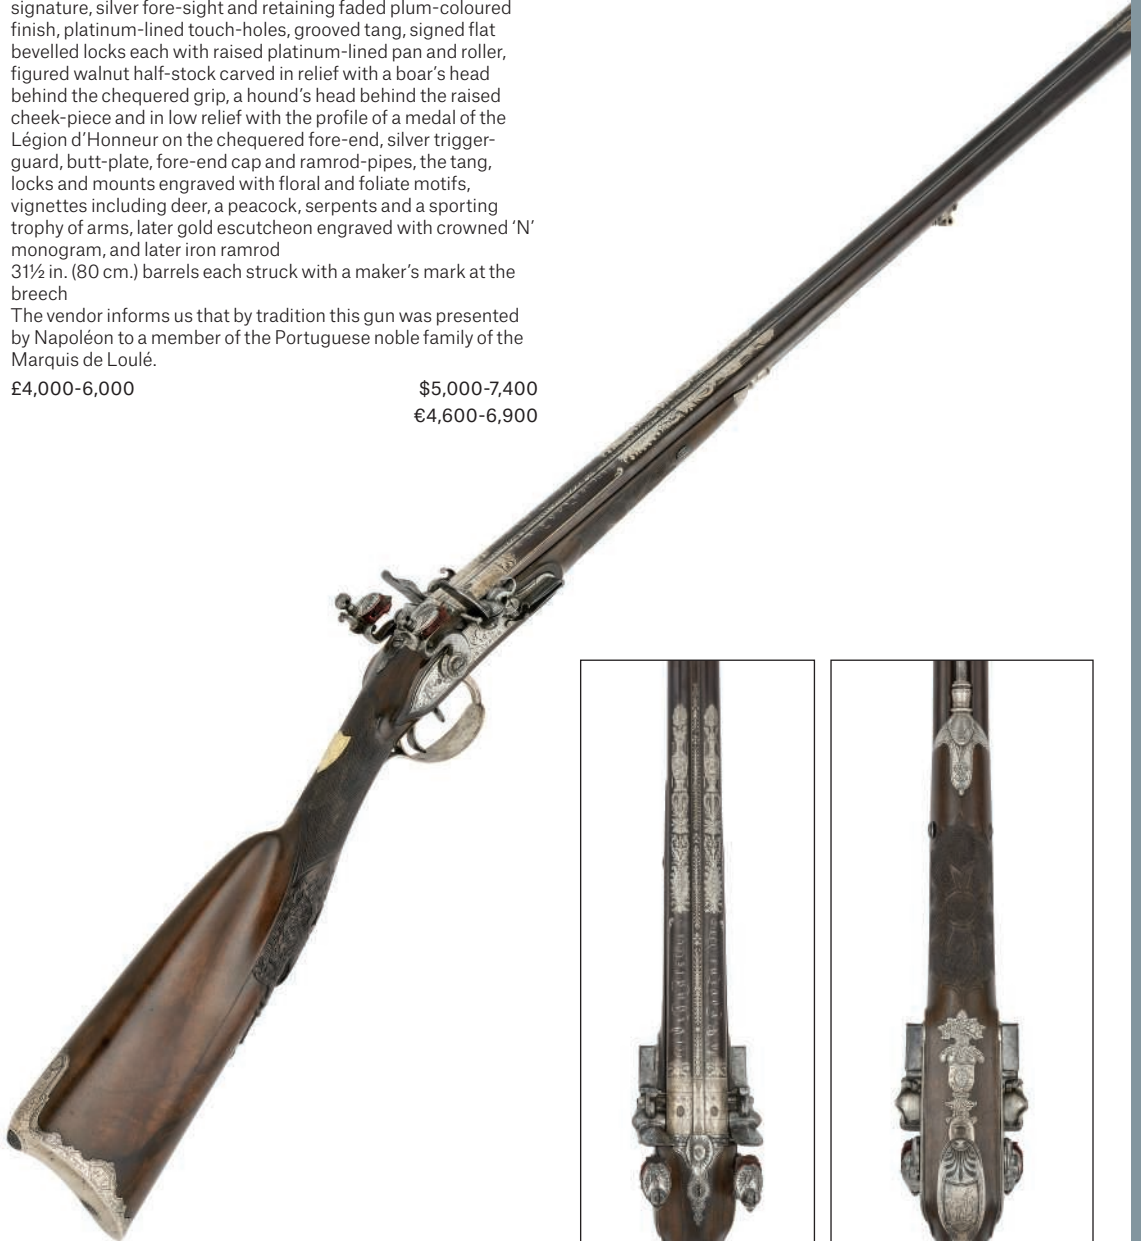 signature, silver fore-sight and retaining faded plum-coloured
finish, platinum-lined touch-holes, grooved tang, signed flat
bevelled locks each with raised platinum-lined pan and roller,
figured walnut half-stock carved in relief with a boar's head
behind the chequered grip, a hound's head behind the raised
cheek-piece and in low relief with the profile of a medal of the
Légion d'Honneur on the chequered fore-end, silver trigger-
guard, butt-plate, fore-end cap and ramrod-pipes, the tang,
locks and mounts engraved with floral and foliate motifs,
vignettes including deer, a peacock, serpents and a sporting
trophy of arms, later gold escutcheon engraved with crowned ‘N’
monogram, and later iron ramrod
31½ in. (80 cm.) barrels each struck with a maker's mark at the
breech
The vendor informs us that by tradition this gun was presented
by Napoléon to a member of the Portuguese noble family of the
Marquis de Loulé.
£4,000-6,000 $5,000-7,400
€4,600-6,900